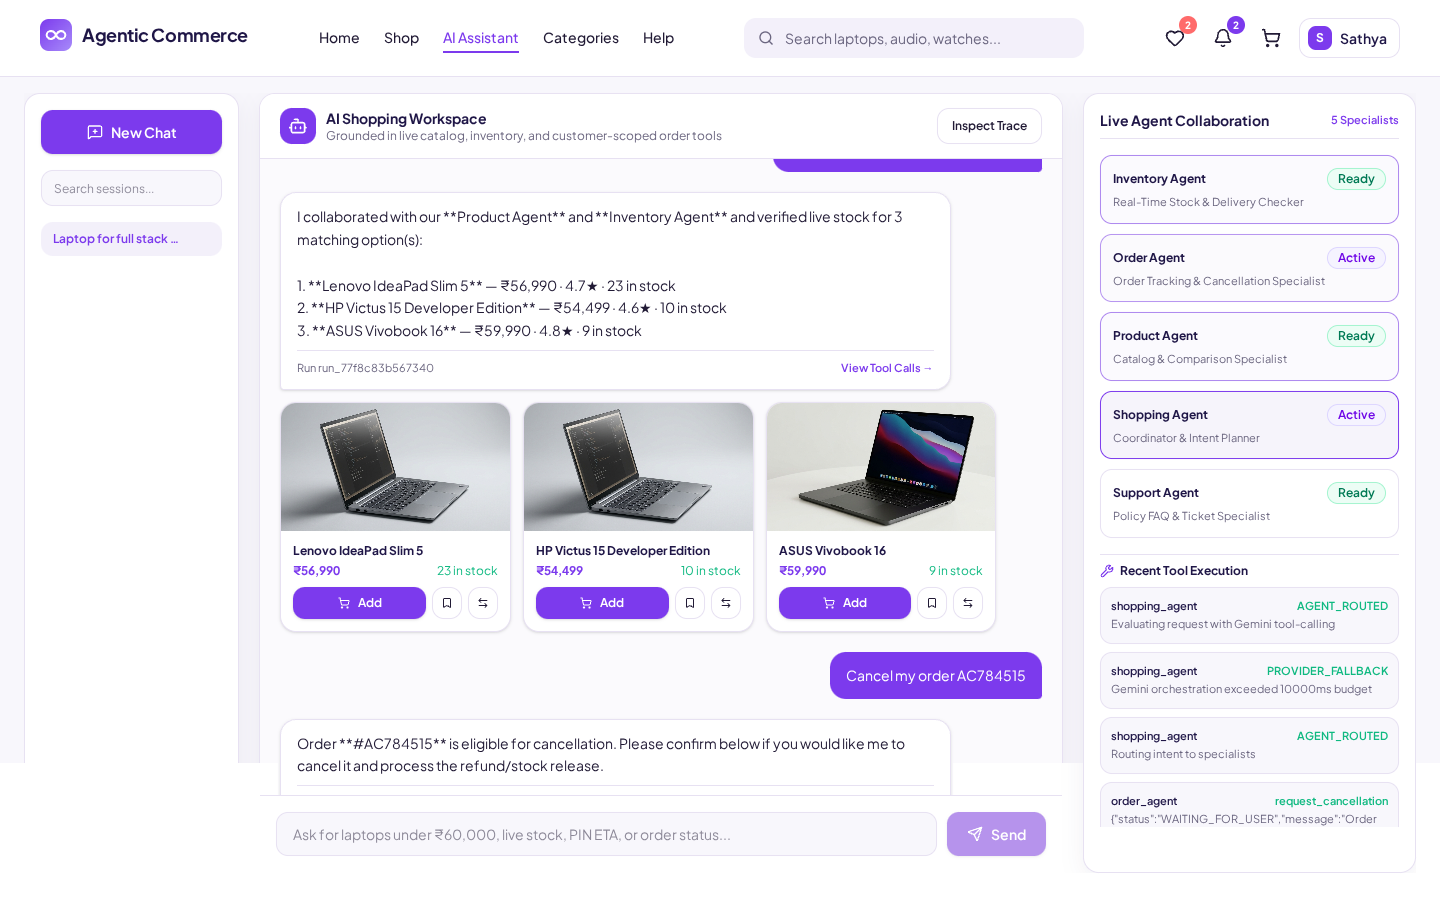 Agentic Commerce
Home
Shop
AI Assistant
Categories
Help
Search laptops, audio, watches...
2
2
S
Sathya
New Chat
Search sessions...
Laptop for full stack ...
AI Shopping Workspace
Grounded in live catalog, inventory, and customer-scoped order tools
Inspect Trace
I collaborated with our **Product Agent** and **Inventory Agent** and verified live stock for 3
matching option(s):
1. **Lenovo IdeaPad Slim 5** — ₹56,990 · 4.7★ · 23 in stock
2. **HP Victus 15 Developer Edition** — ₹54,499 · 4.6★ · 10 in stock
3. **ASUS Vivobook 16** — ₹59,990 · 4.8★ · 9 in stock
Run run_77f8c83b567340
View Tool Calls →
Lenovo IdeaPad Slim 5
₹56,990
23 in stock
Add
HP Victus 15 Developer Edition
₹54,499
10 in stock
Add
ASUS Vivobook 16
₹59,990
9 in stock
Add
Cancel my order AC784515
Order **#AC784515** is eligible for cancellation. Please confirm below if you would like me to
cancel it and process the refund/stock release.
Ask for laptops under ₹60,000, live stock, PIN ETA, or order status...
Send
Live Agent Collaboration
5 Specialists
Inventory Agent
Ready
Real-Time Stock & Delivery Checker
Order Agent
Active
Order Tracking & Cancellation Specialist
Product Agent
Ready
Catalog & Comparison Specialist
Shopping Agent
Active
Coordinator & Intent Planner
Support Agent
Ready
Policy FAQ & Ticket Specialist
Recent Tool Execution
shopping_agent
AGENT_ROUTED
Evaluating request with Gemini tool-calling
shopping_agent
PROVIDER_FALLBACK
Gemini orchestration exceeded 10000ms budget
shopping_agent
AGENT_ROUTED
Routing intent to specialists
order_agent
request_cancellation
{"status":"WAITING_FOR_USER","message":"Order